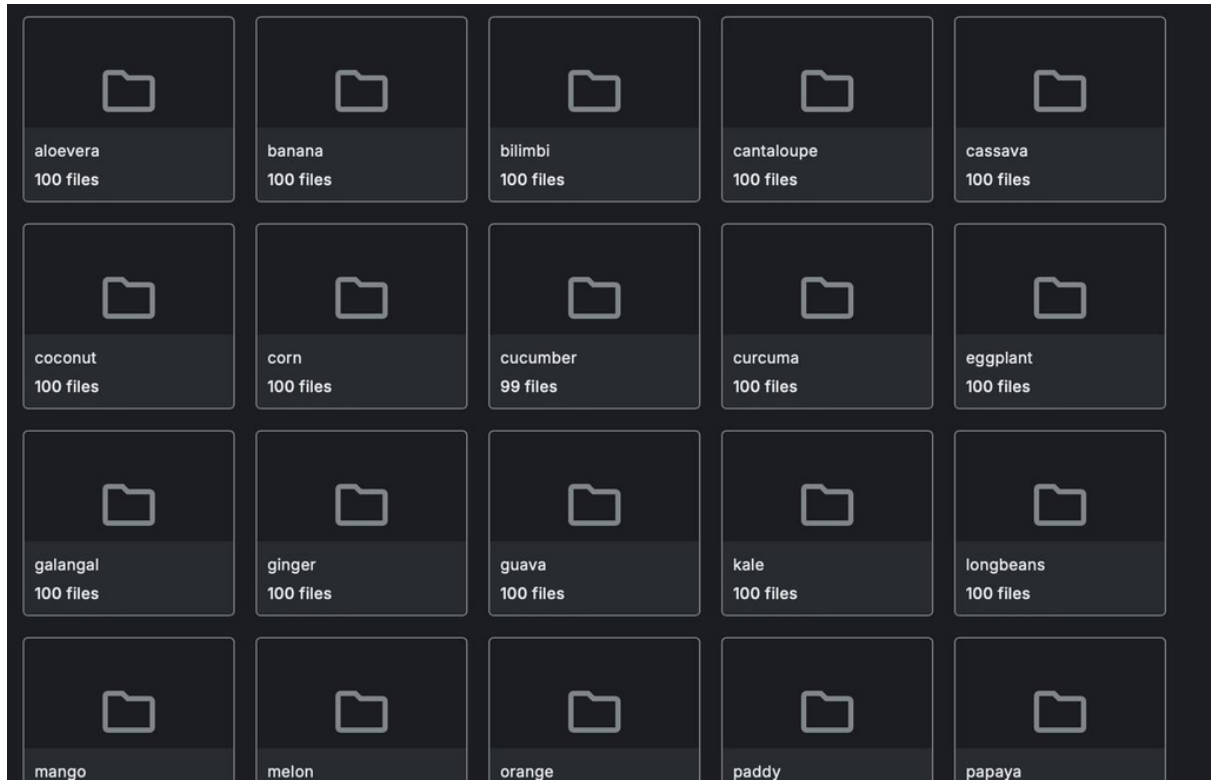 aloevera
100 files
banana
100 files
bilimbi
100 files
cantaloupe
100 files
cassava
100 files
coconut
100 files
corn
100 files
cucumber
99 files
curcuma
100 files
eggplant
100 files
galangal
100 files
ginger
100 files
guava
100 files
kale
100 files
longbeans
100 files
mango
melon
orange
paddy
papaya